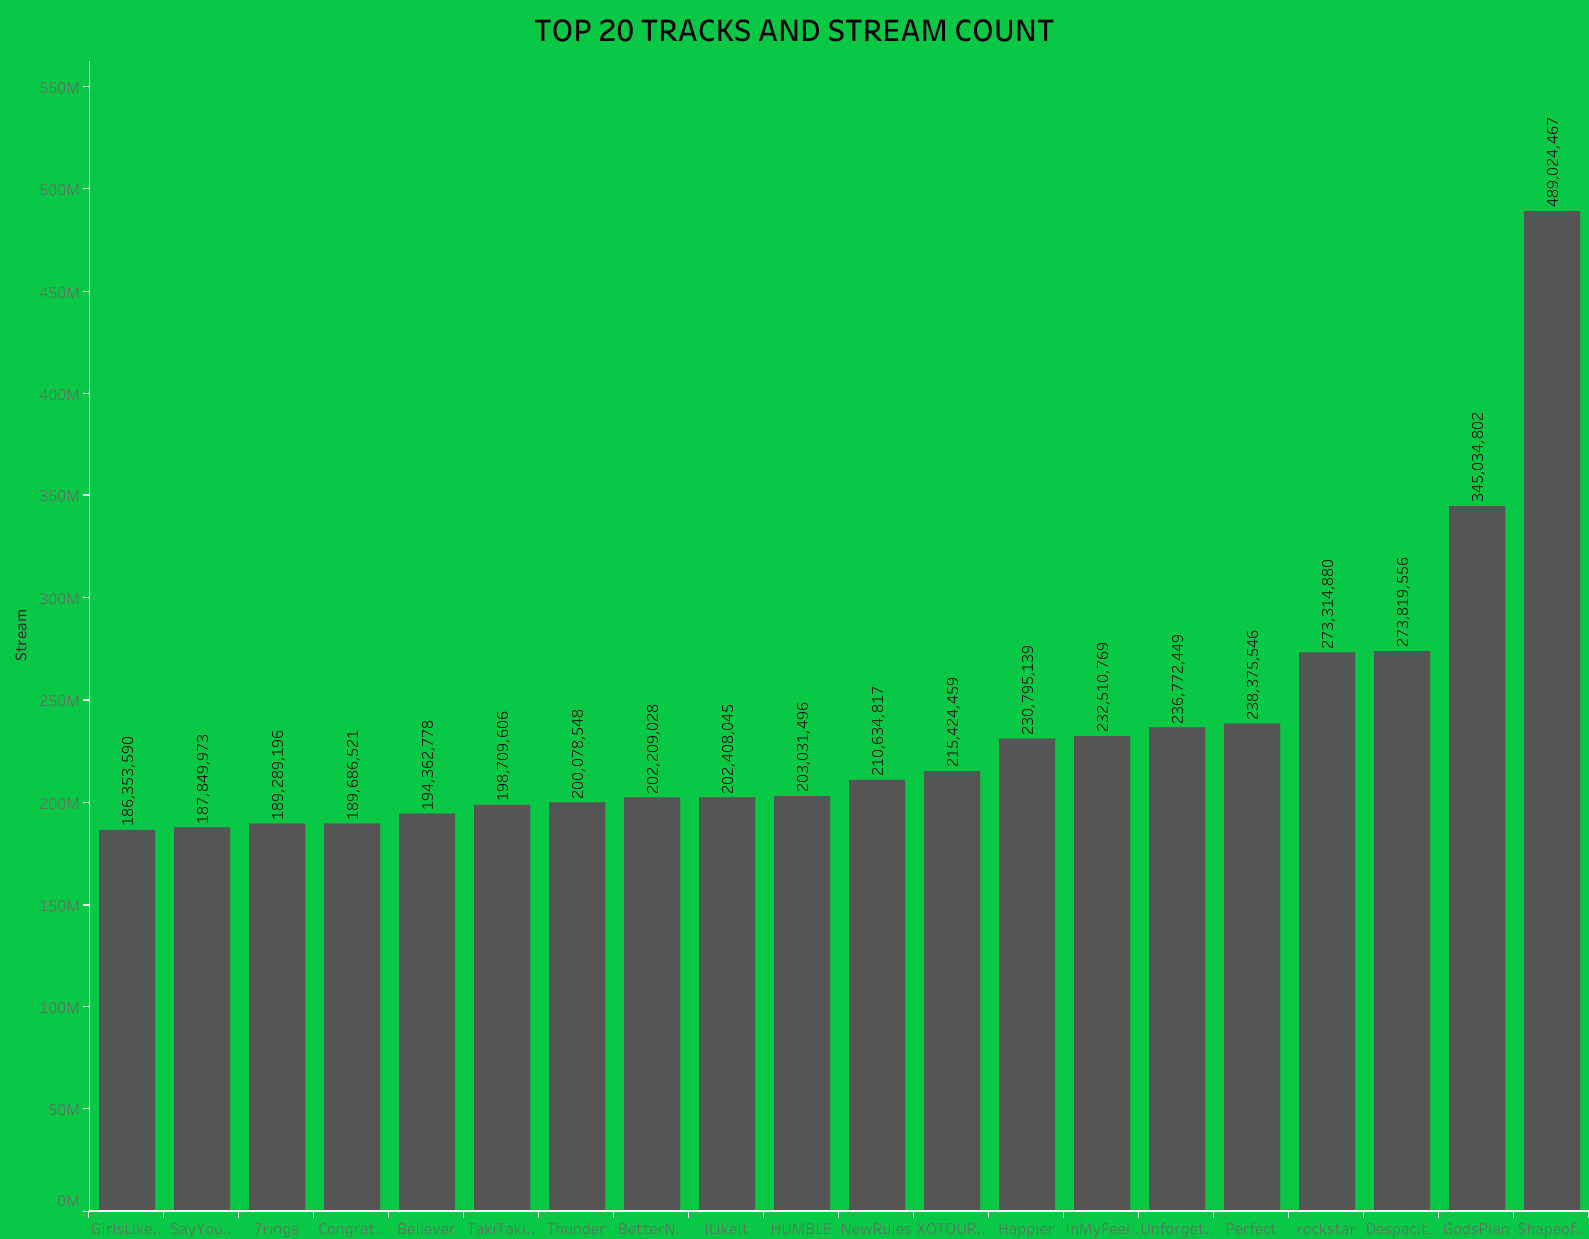 TOP 20 TRACKS AND STREAM COUNT
550M
500M
450M
400M
350M
300M
250M
200M
150M
100M
50M
0M
Stream
186,353,590
187,849,973
189,289,196
189,686,521
194,362,778
198,709,606
200,078,548
202,209,028
202,408,045
203,031,496
210,634,817
215,424,459
230,795,139
232,510,769
236,772,449
238,375,546
273,314,880
273,819,556
345,034,802
489,024,467
GirlsLike..
SayYou..
7rings
Congrat..
Believer
TakiTaki..
Thunder
BetterN..
ILikeIt
HUMBLE
NewRules
XOTOUR..
Happier
InMyFeel..
Unforget..
Perfect
rockstar
Despacit..
GodsPlan
Shapeof..